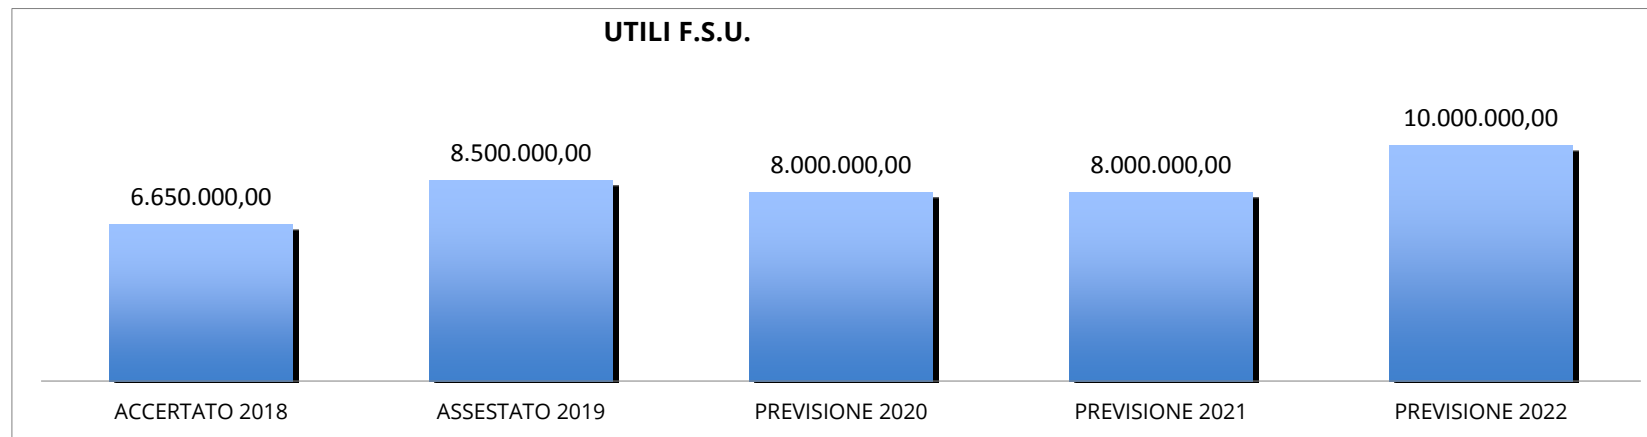 UTILI F.S.U.
6.650.000,00
8.500.000,00
8.000.000,00
8.000.000,00
10.000.000,00
ACCERTATO 2018
ASSESTATO 2019
PREVISIONE 2020
PREVISIONE 2021
PREVISIONE 2022